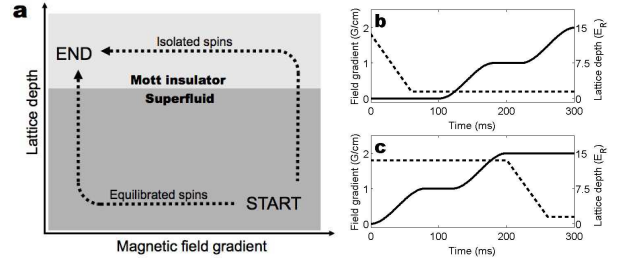 a
Lattice depth
Isolated spins
END
Mott insulator
Superfluid
Equilibrated spins
START
Magnetic field gradient
b
Field gradient (G/cm)
2
1
0
15
7.5
0
Lattice depth (E_R)
0 100 200 300
Time (ms)
c
Field gradient (G/cm)
2
1
0
15
7.5
0
Lattice depth (E_R)
0 100 200 300
Time (ms)